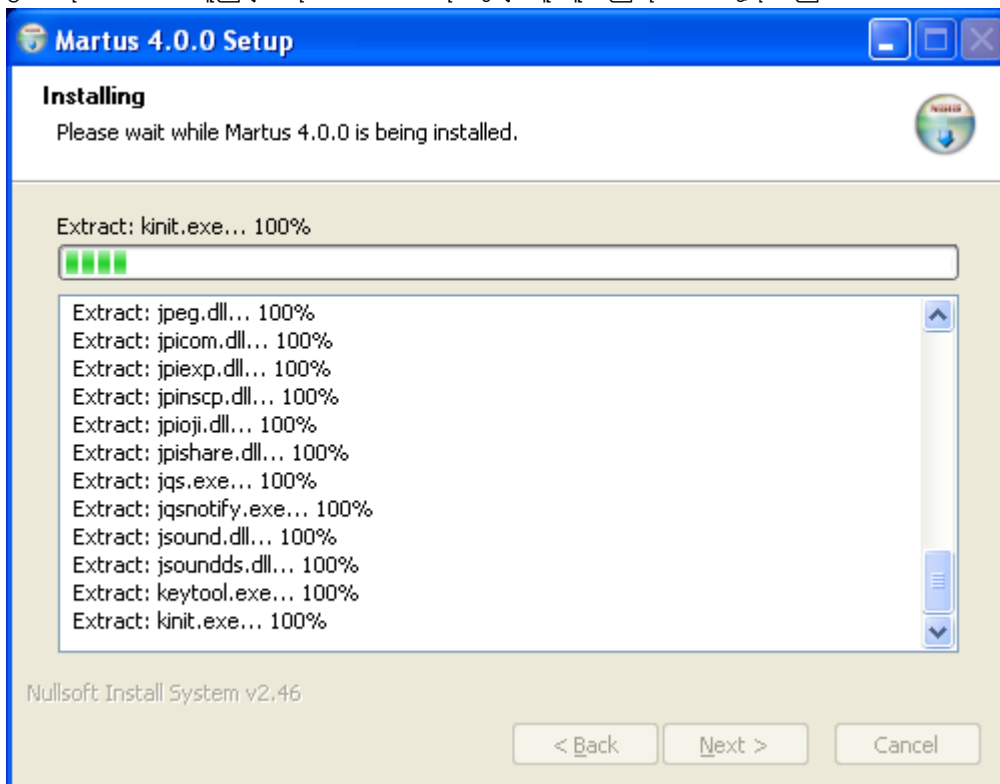 Martus 4.0.0 Setup
Installing
Please wait while Martus 4.0.0 is being installed.
Extract: kinit.exe... 100%
Extract: jpeg.dll... 100%
Extract: jpicom.dll... 100%
Extract: jpiexp.dll... 100%
Extract: jpinscp.dll... 100%
Extract: jpioji.dll... 100%
Extract: jpishare.dll... 100%
Extract: jqs.exe... 100%
Extract: jqsnotify.exe... 100%
Extract: jsound.dll... 100%
Extract: jsoundds.dll... 100%
Extract: keytool.exe... 100%
Extract: kinit.exe... 100%
Nullsoft Install System v2.46
< Back Next > Cancel